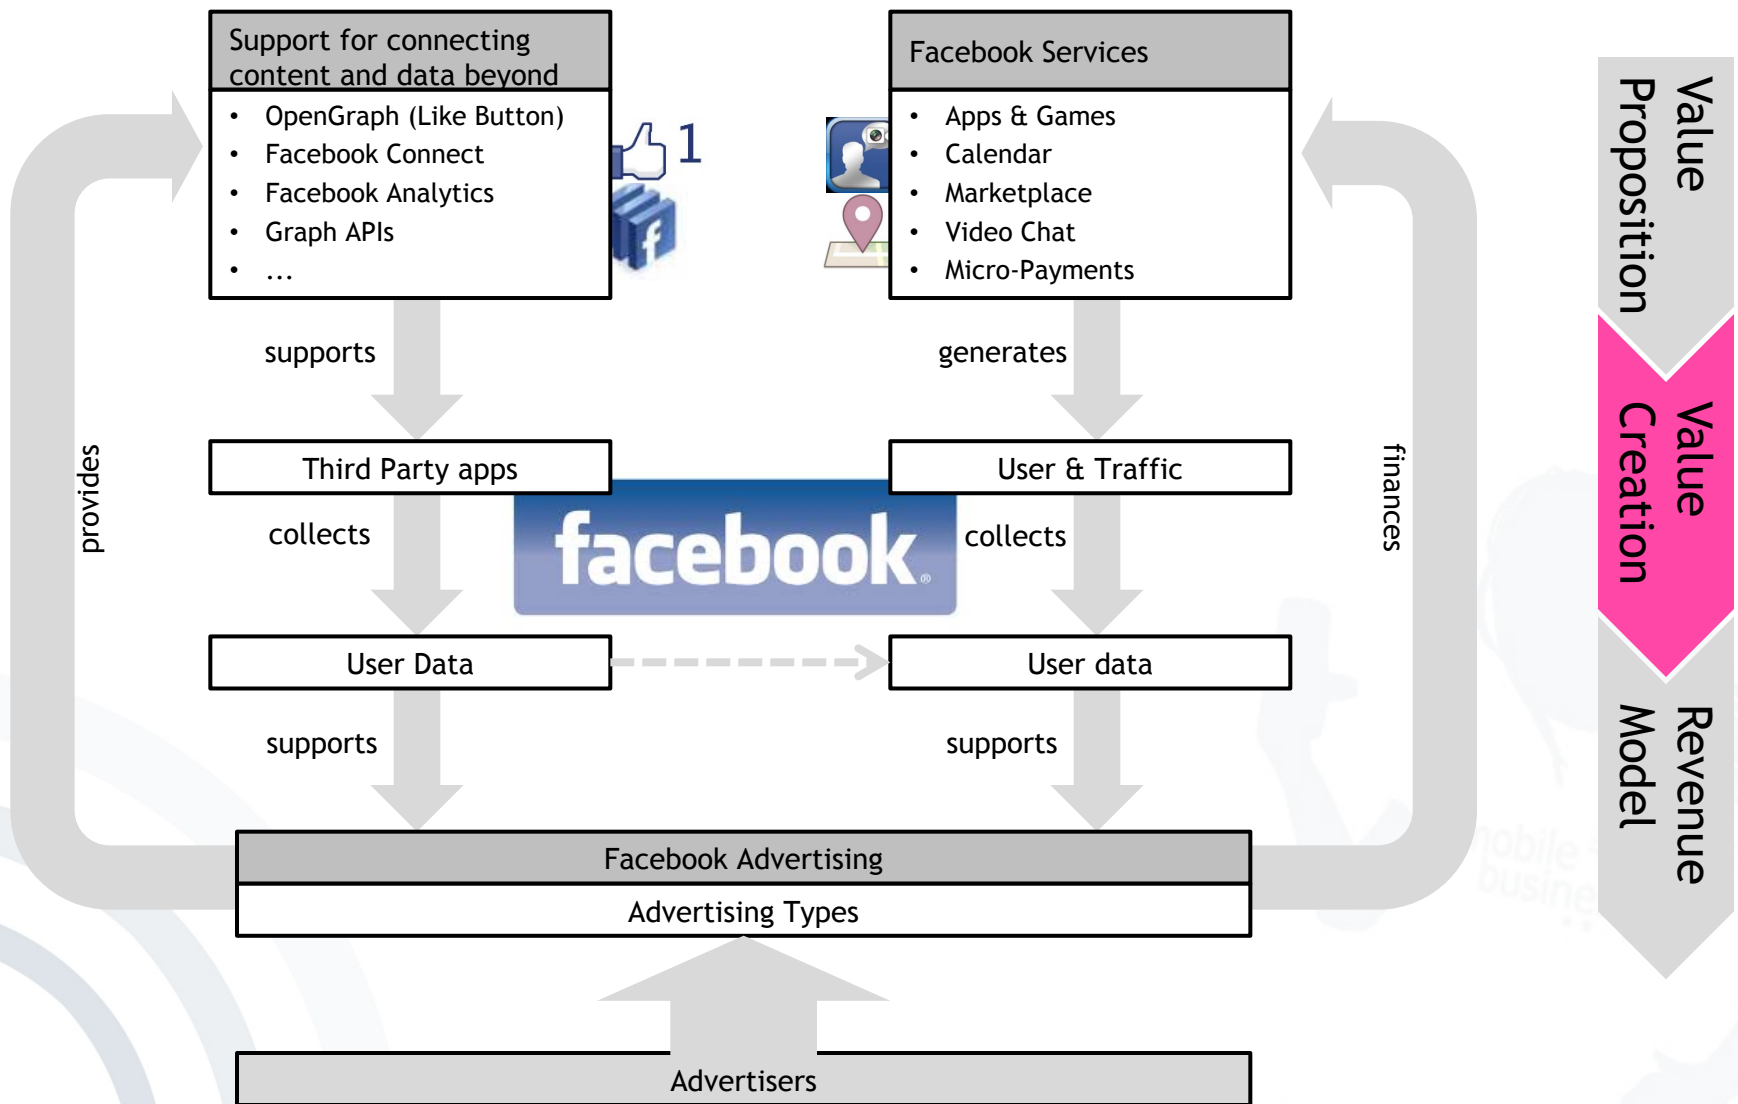 Support for connecting
content and data beyond
• OpenGraph (Like Button)
• Facebook Connect
• Facebook Analytics
• Graph APIs
• ...
1
f
Facebook Services
• Apps & Games
• Calendar
• Marketplace
• Video Chat
• Micro-Payments
supports
generates
Third Party apps
User & Traffic
collects
facebook®
collects
User Data
User data
supports
supports
provides
finances
Facebook Advertising
Advertising Types
Advertisers
Value
Proposition
Value
Creation
Revenue
Model